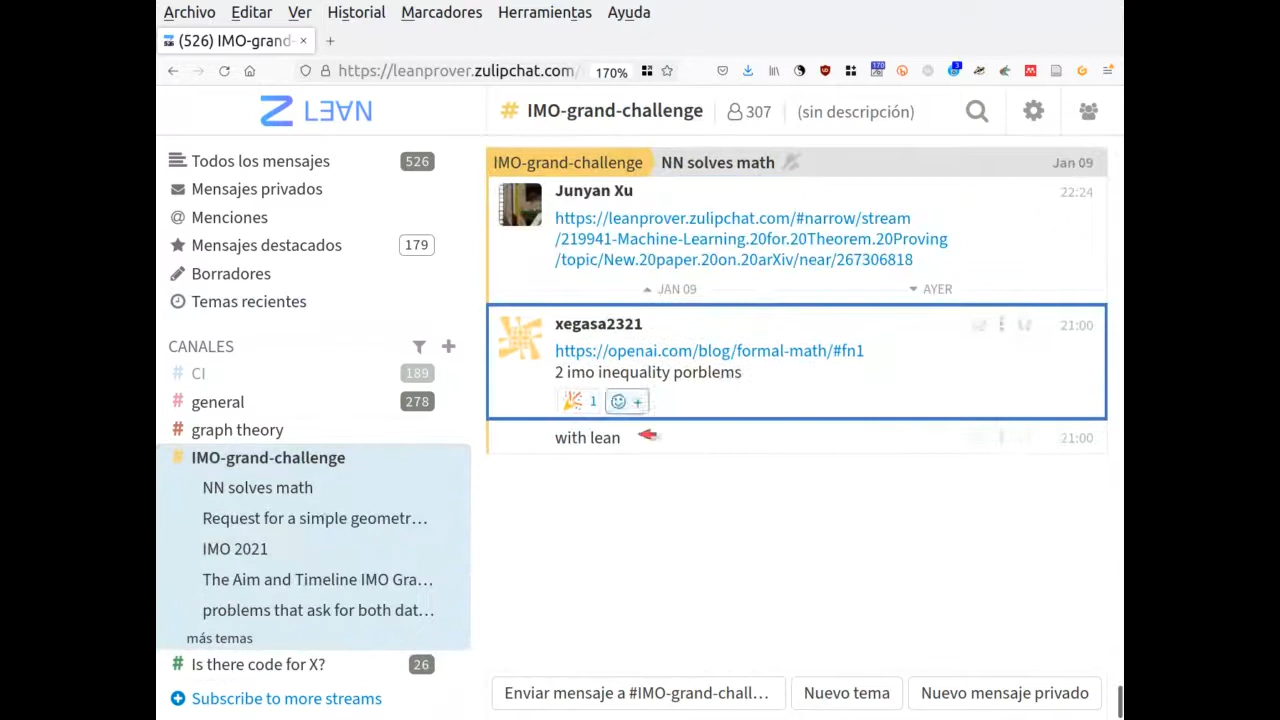 Archivo Editar Ver Historial Marcadores Herramientas Ayuda
(526) IMO-grand-
https://leanprover.zulipchat.com/ 170%
LEAN
# IMO-grand-challenge 307 (sin descripción)
Todos los mensajes 526
Mensajes privados
Menciones
Mensajes destacados 179
Borradores
Temas recientes
CANALES
# CI 189
# general 278
# graph theory
# IMO-grand-challenge
NN solves math
Request for a simple geometr…
IMO 2021
The Aim and Timeline IMO Gra…
problems that ask for both dat…
más temas
# Is there code for X? 26
Subscribe to more streams
IMO-grand-challenge NN solves math Jan 09
Junyan Xu 22:24
https://leanprover.zulipchat.com/#narrow/stream
/219941-Machine-Learning.20for.20Theorem.20Proving
/topic/New.20paper.20on.20arXiv/near/267306818
JAN 09 AYER
xegasa2321 21:00
https://openai.com/blog/formal-math/#fn1
2 imo inequality porblems
1
with lean 21:00
Enviar mensaje a #IMO-grand-chall… Nuevo tema Nuevo mensaje privado